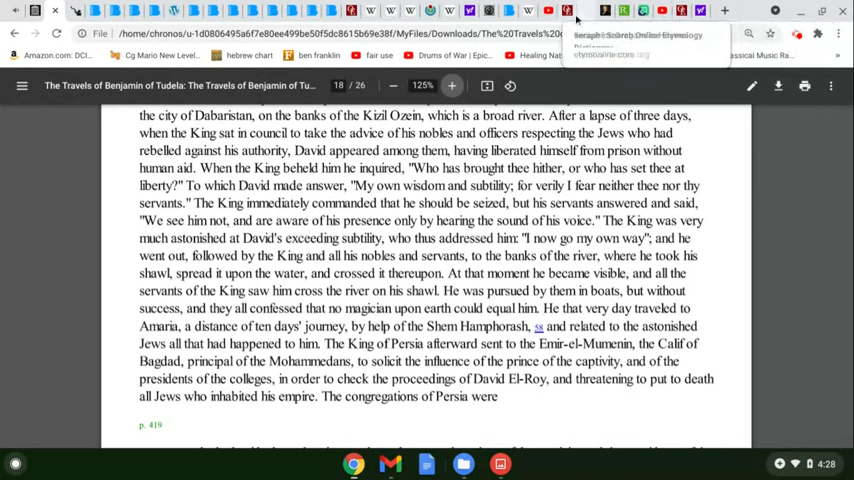 File
/home/chronos/u-1d0806495a6f7e80ee499bc0fdc5dc8615b69e38f/MyFiles/Downloads/The%20Travels%20
Amazon.com: DVD ...
Cg Mario New Level...
hebrew chart
ben franklin
fair use
Drums of War | Epic...
Healing
assical Music Ra...
Dictionary
The Travels of Benjamin of Tudela: The Travels of Benjamin of Tu...
18 / 26
125%
the city of Dabaristan, on the banks of the Kizil Ozein, which is a broad river. After a lapse of three days,
when the King sat in council to take the advice of his nobles and officers respecting the Jews who had
rebelled against his authority, David appeared among them, having liberated himself from prison without
human aid. When the King beheld him he inquired, "Who has brought thee hither, or who has set thee at
liberty?" To which David made answer, "My own wisdom and subtility; for verily I fear neither thee nor thy
servants." The King immediately commanded that he should be seized, but his servants answered and said,
"We see him not, and are aware of his presence only by hearing the sound of his voice." The King was very
much astonished at David's exceeding subtility, who thus addressed him: "I now go my own way"; and he
went out, followed by the King and all his nobles and servants, to the banks of the river, where he took his
shawl, spread it upon the water, and crossed it thereupon. At that moment he became visible, and all the
servants of the King saw him cross the river on his shawl. He was pursued by them in boats, but without
success, and they all confessed that no magician upon earth could equal him. He that very day traveled to
Amaria, a distance of ten days' journey, by help of the Shem Hamphorash, 58 and related to the astonished
Jews all that had happened to him. The King of Persia afterward sent to the Emir-el-Mumenin, the Calif of
Bagdad, principal of the Mohammedans, to solicit the influence of the prince of the captivity, and of the
presidents of the colleges, in order to check the proceedings of David El-Roy, and threatening to put to death
all Jews who inhabited his empire. The congregations of Persia were
p. 419
4:28